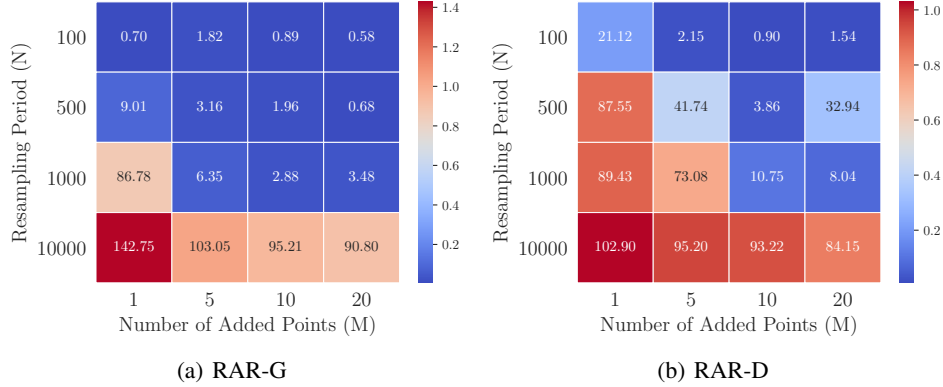 Resampling Period (N)
100
500
1000
10000
0.70 1.82 0.89 0.58
9.01 3.16 1.96 0.68
86.78 6.35 2.88 3.48
142.75 103.05 95.21 90.80
1 5 10 20
Number of Added Points (M)
1.4
1.2
1.0
0.8
0.6
0.4
0.2
(a) RAR-G
Resampling Period (N)
100
500
1000
10000
21.12 2.15 0.90 1.54
87.55 41.74 3.86 32.94
89.43 73.08 10.75 8.04
102.90 95.20 93.22 84.15
1 5 10 20
Number of Added Points (M)
1.0
0.8
0.6
0.4
0.2
(b) RAR-D